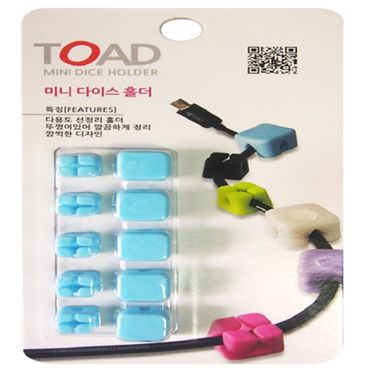 TOAD
MINI DICE HOLDER
미니 다이스 홀더
특징[FEATURES]
다용도 선정리 홀더
뚜껑이있어 깔끔하게 정리
깜찍한 디자인